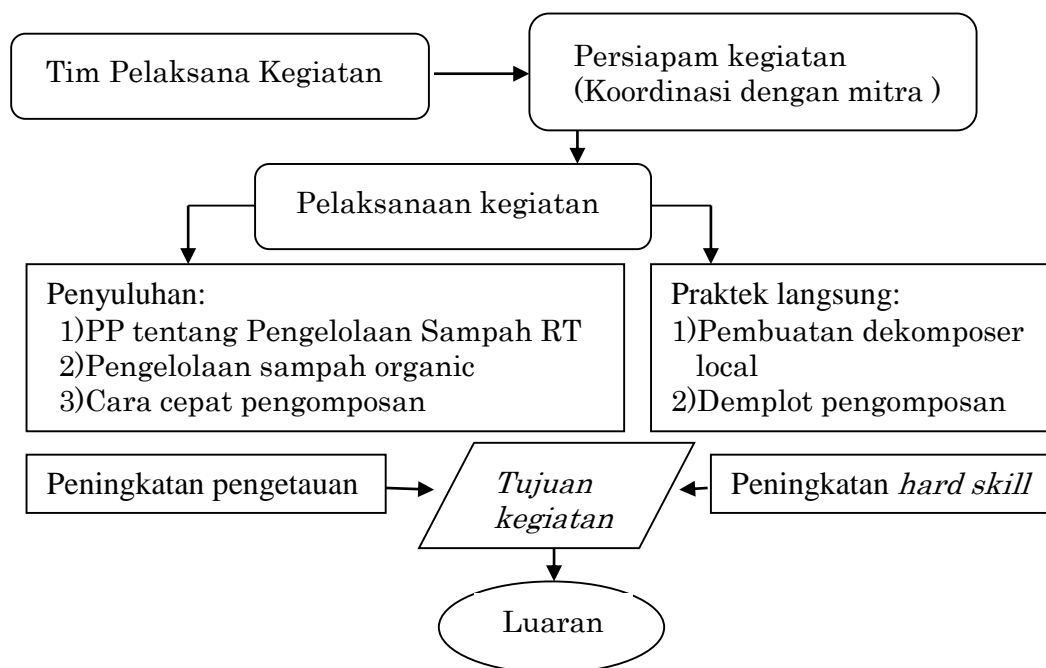 Tim Pelaksana Kegiatan
Persiapam kegiatan
(Koordinasi dengan mitra )
Pelaksanaan kegiatan
Penyuluhan:
1)PP tentang Pengelolaan Sampah RT
2)Pengelolaan sampah organic
3)Cara cepat pengomposan
Praktek langsung:
1)Pembuatan dekomposer
local
2)Demplot pengomposan
Peningkatan pengetauan
Tujuan
kegiatan
Peningkatan hard skill
Luaran